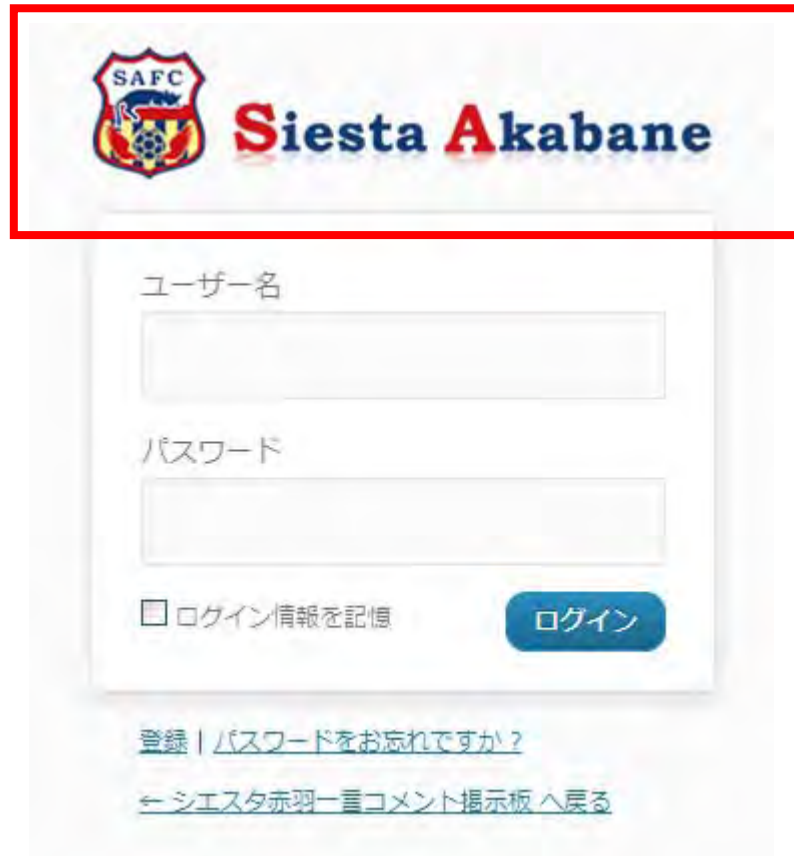 SAFC
Siesta Akabane
ユーザー名
パスワード
ログイン情報を記憶
ログイン
登録 | パスワードをお忘れですか ?
← シエスタ赤羽一言コメント掲示板 へ戻る